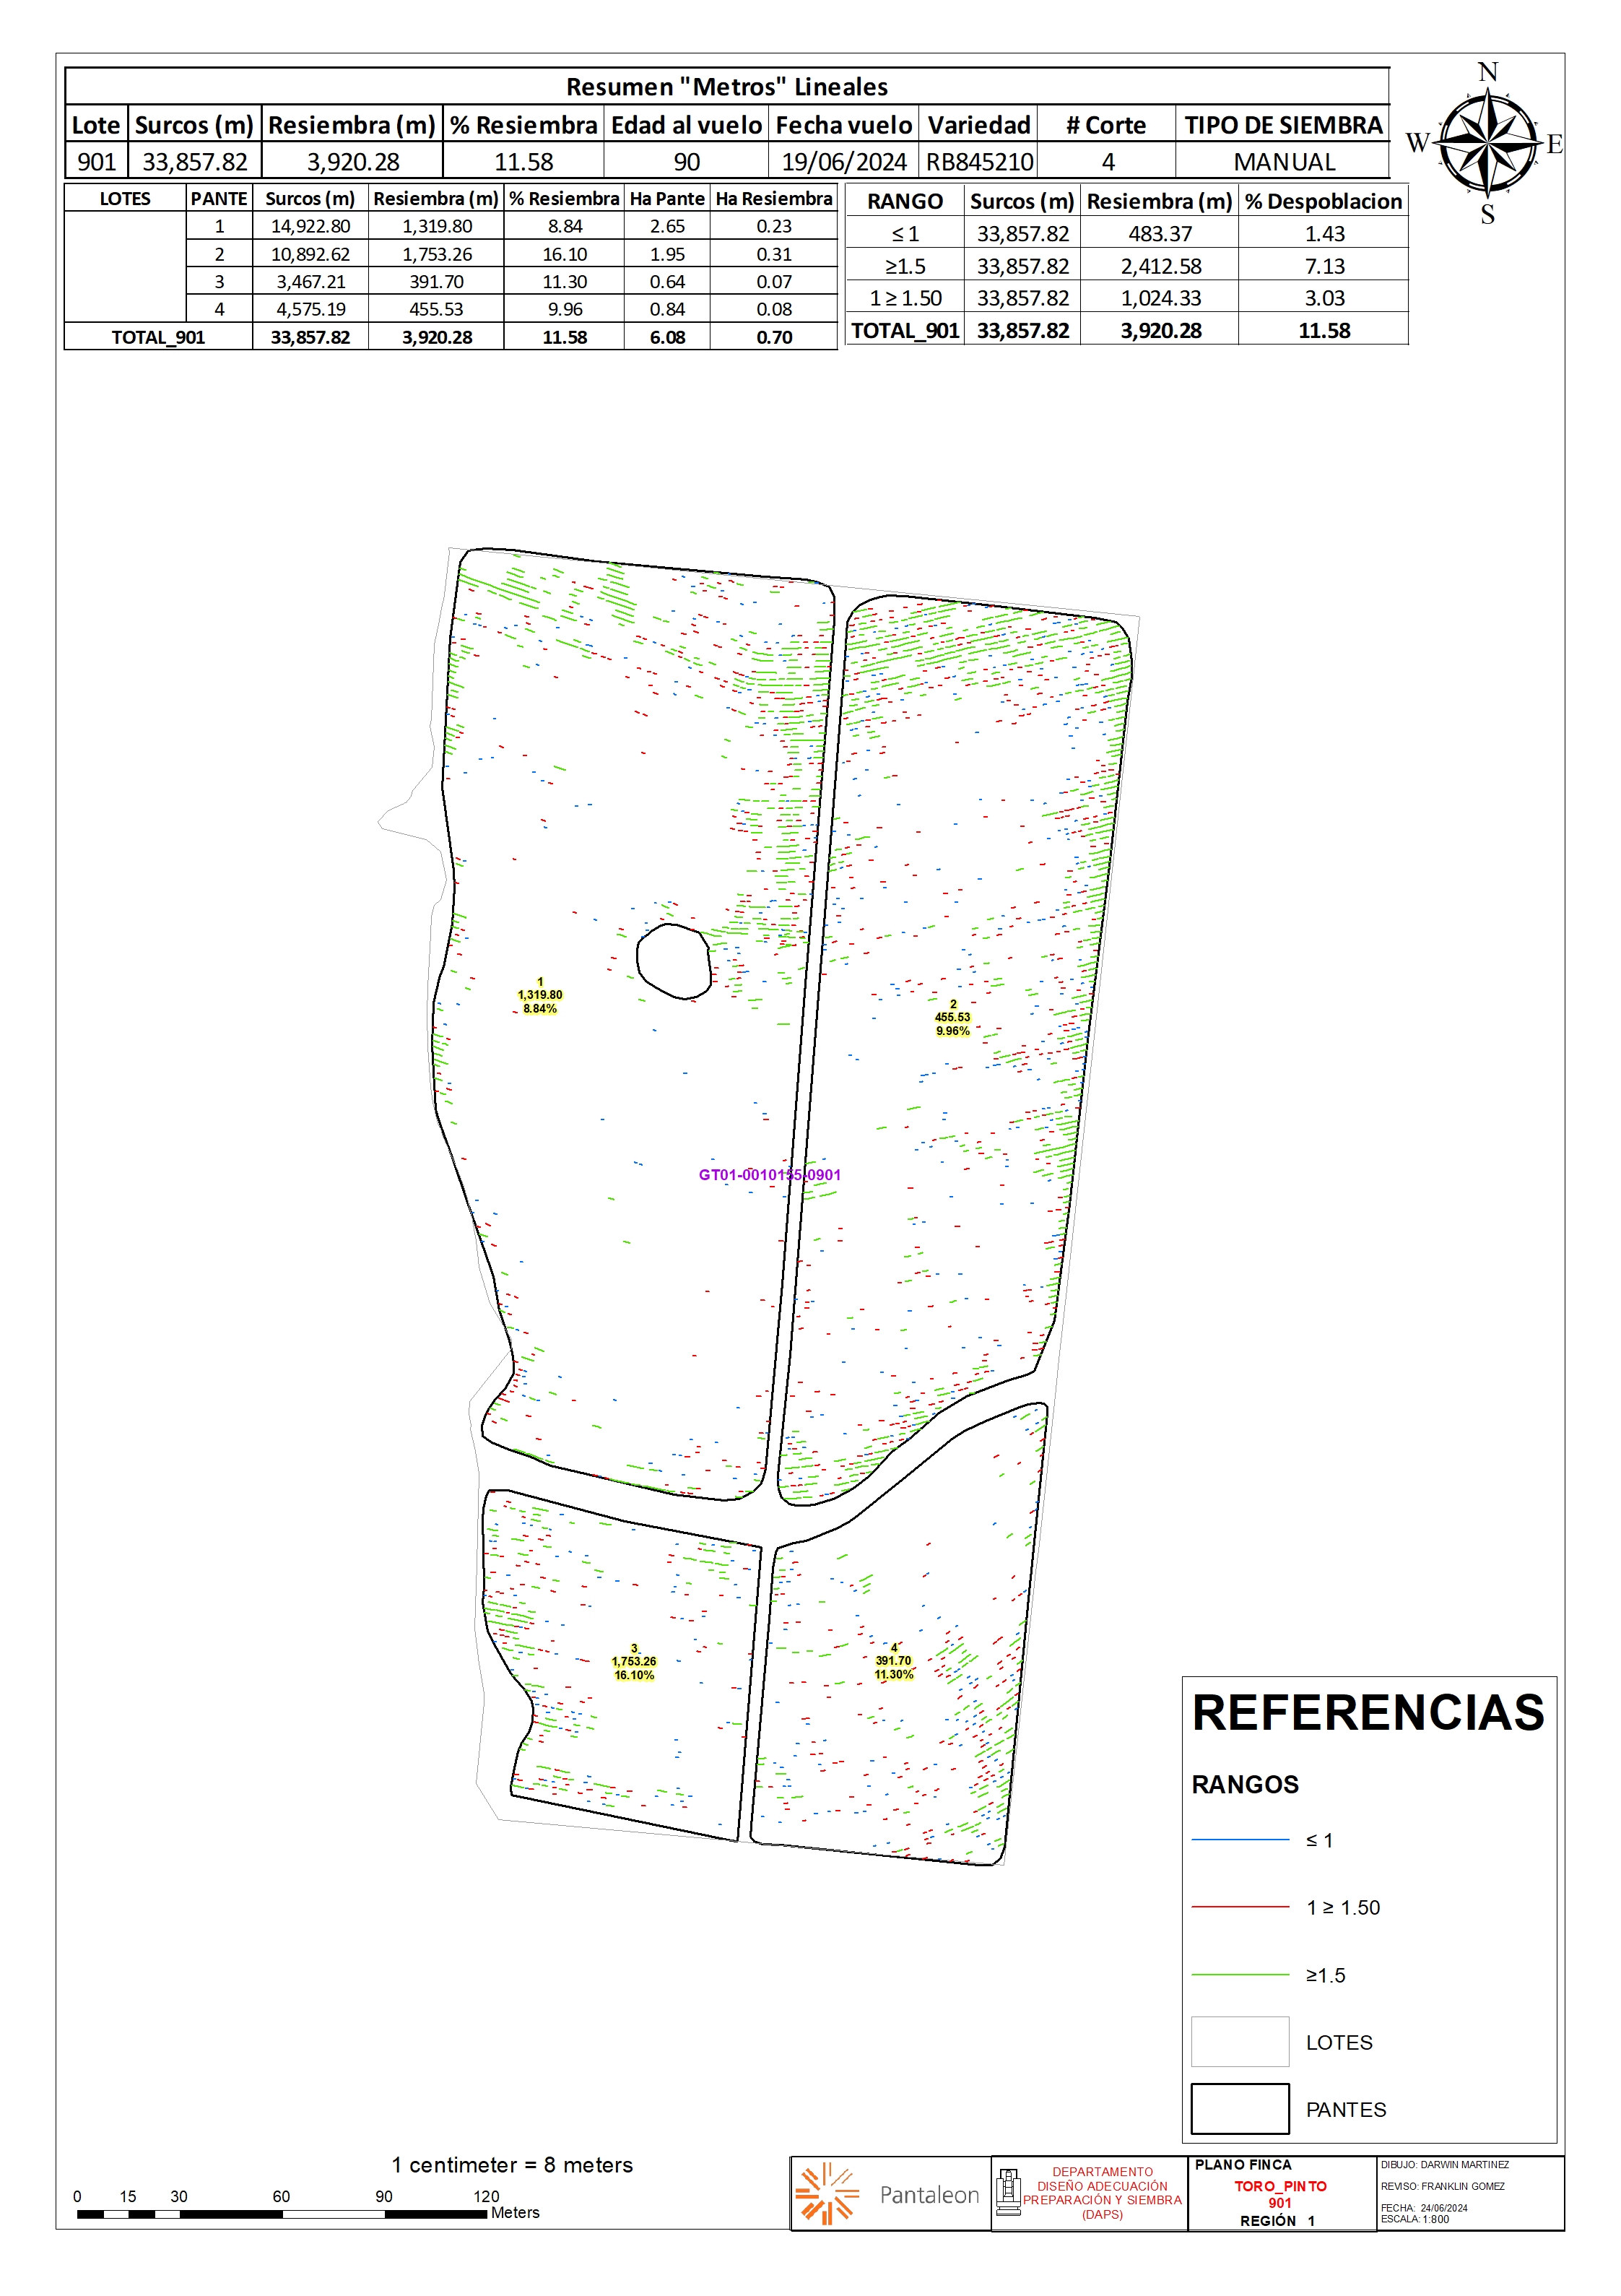 Resumen "Metros" Lineales
Lote Surcos (m) Resiembra (m) % Resiembra Edad al vuelo Fecha vuelo Variedad # Corte TIPO DE SIEMBRA
901 33,857.82 3,920.28 11.58 90 19/06/2024 RB845210 4 MANUAL
LOTES PANTE Surcos (m) Resiembra (m) % Resiembra Ha Pante Ha Resiembra
1 14,922.80 1,319.80 8.84 2.65 0.23
2 10,892.62 1,753.26 16.10 1.95 0.31
3 3,467.21 391.70 11.30 0.64 0.07
4 4,575.19 455.53 9.96 0.84 0.08
TOTAL_901 33,857.82 3,920.28 11.58 6.08 0.70
RANGO Surcos (m) Resiembra (m) % Despoblacion
≤ 1 33,857.82 483.37 1.43
≥1.5 33,857.82 2,412.58 7.13
1 ≥ 1.50 33,857.82 1,024.33 3.03
TOTAL_901 33,857.82 3,920.28 11.58
N
W E
S
1
1,319.80
8.84%
2
455.53
9.96%
GT01-0010155-0901
3
1,753.26
16.10%
4
391.70
11.30%
REFERENCIAS
RANGOS
≤ 1
1 ≥ 1.50
≥1.5
LOTES
PANTES
1 centimeter = 8 meters
0 15 30 60 90 120
Meters
Pantaleon
DEPARTAMENTO
DISEÑO ADECUACIÓN
PREPARACIÓN Y SIEMBRA
(DAPS)
PLANO FINCA
TORO_PINTO
901
REGIÓN 1
DIBUJO: DARWIN MARTINEZ
REVISO: FRANKLIN GOMEZ
FECHA: 24/06/2024
ESCALA: 1:800